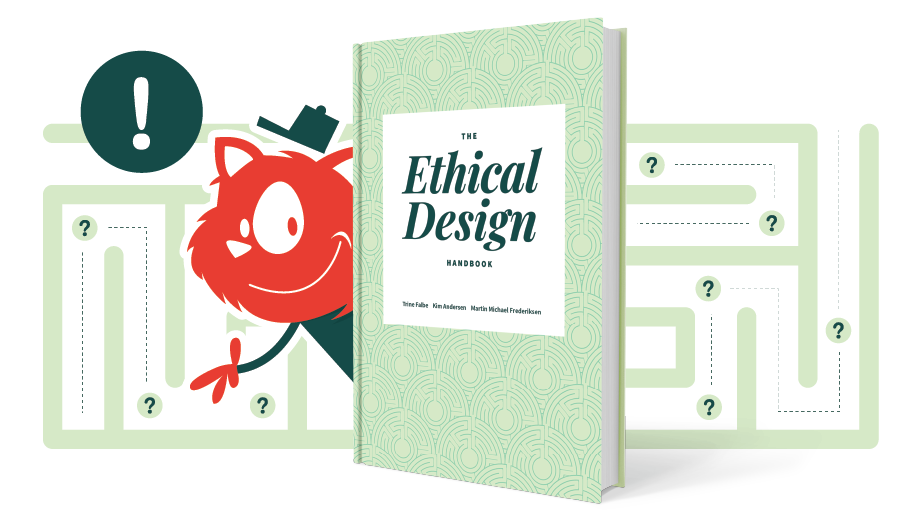 !
THE
Ethical
Design
HANDBOOK
Trine Falbe Kim Andersen Martin Michael Frederiksen
?
?
?
?
?
?
?
?